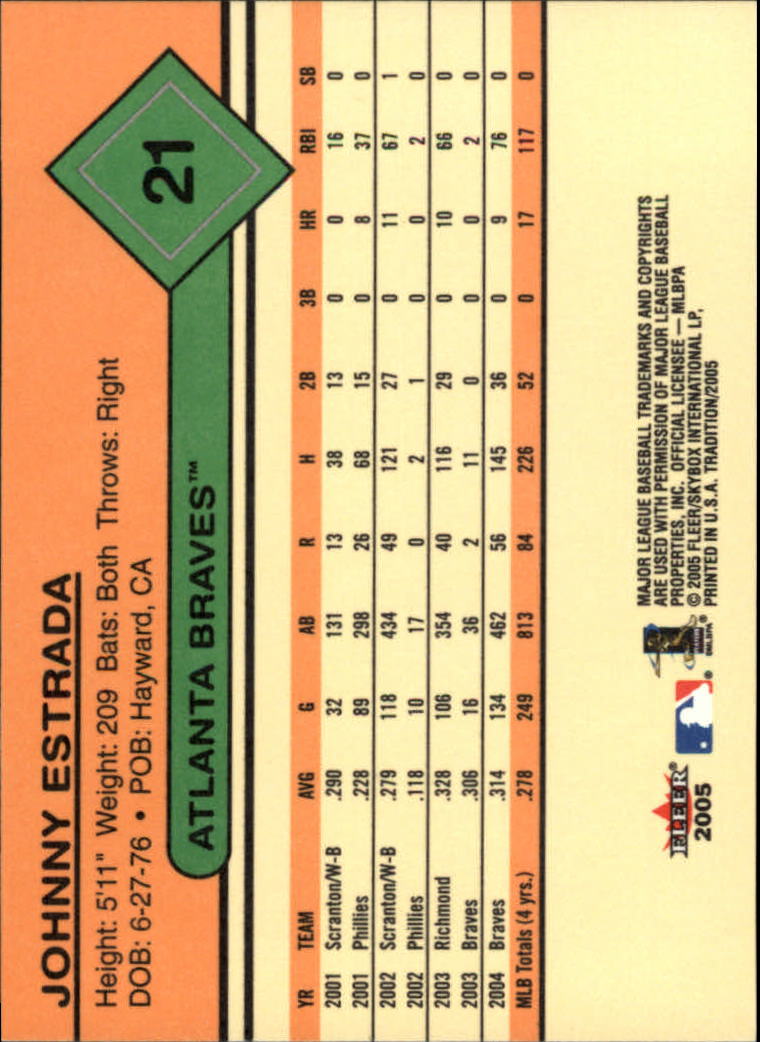 JOHNNY ESTRADA
Height: 5'11" Weight: 209 Bats: Both Throws: Right
DOB: 6-27-76 • POB: Hayward, CA
21
ATLANTA BRAVES™
YR TEAM AVG G AB R H 2B 3B HR RBI SB
2001 Scranton/W-B .290 32 131 13 38 13 0 0 16 0
2001 Phillies .228 89 298 26 68 15 0 8 37 0
2002 Scranton/W-B .279 118 434 49 121 27 0 11 67 1
2002 Phillies .118 10 17 0 2 1 0 0 2 0
2003 Richmond .328 106 354 40 116 29 0 10 66 0
2003 Braves .306 16 36 2 11 0 0 0 2 0
2004 Braves .314 134 462 56 145 36 0 9 76 0
MLB Totals (4 yrs.) .278 249 813 84 226 52 0 17 117 0
FLEER®
2005
MAJOR LEAGUE BASEBALL TRADEMARKS AND COPYRIGHTS
ARE USED WITH PERMISSION OF MAJOR LEAGUE BASEBALL
PROPERTIES, INC. OFFICIAL LICENSEE — MLBPA
© 2005 FLEER/SKYBOX INTERNATIONAL LP,
PRINTED IN U.S.A. TRADITION/2005